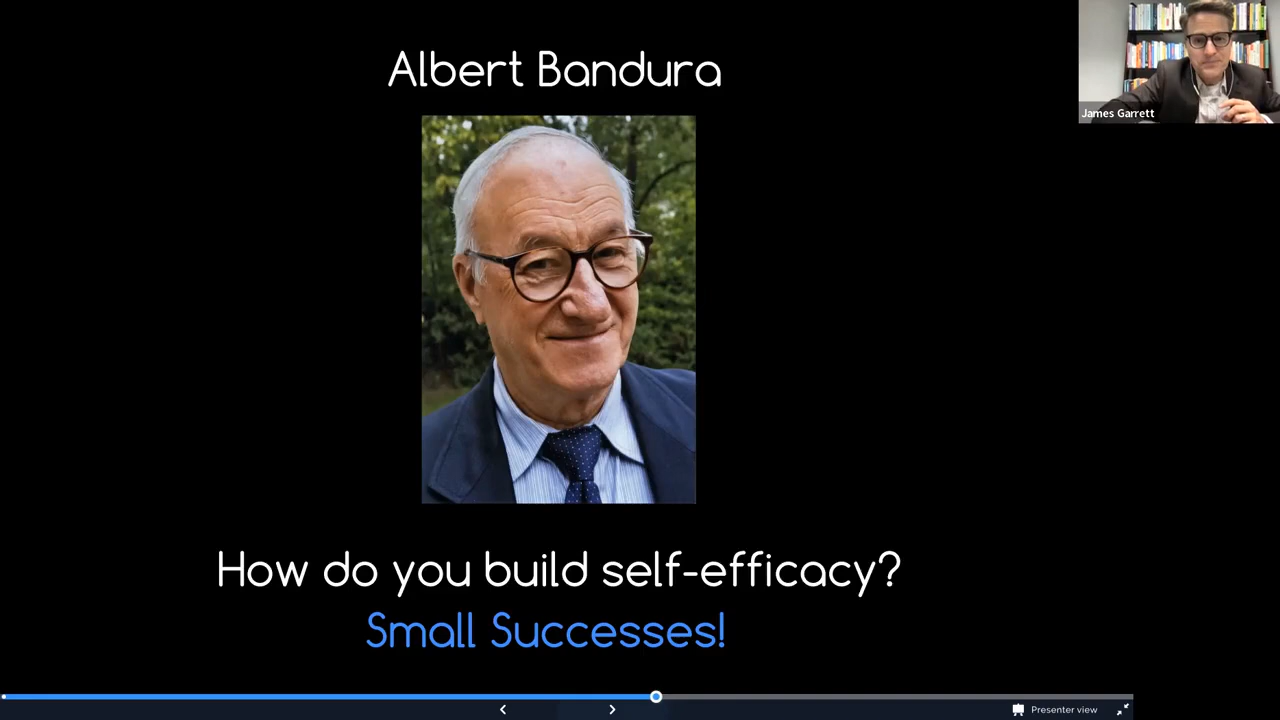 Albert Bandura
James Garrett
How do you build self-efficacy?
Small Successes!
Presenter view